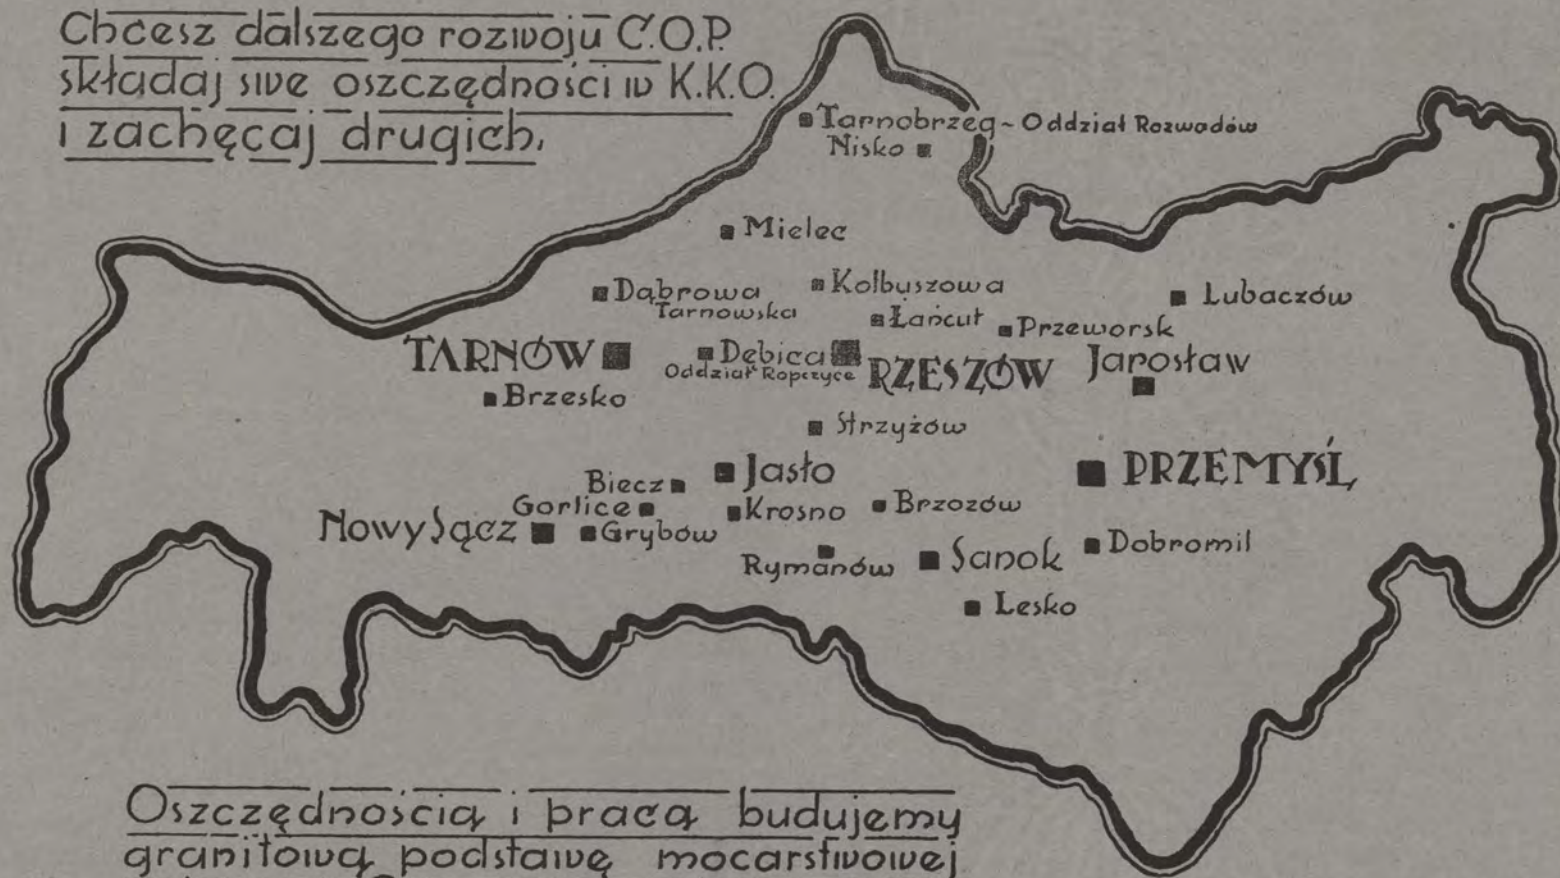 Chcesz dalszego rozwoju C.O.P.
składaj swe oszczędności w K.K.O.
i zachęcaj drugich.
Tarnobrzeg - Oddział Rozwadów
Nisko
Mielec
Dąbrowa
Tarnowska
Kolbuszowa
Lubaczów
Łańcut
Przeworsk
TARNÓW
Dębica
Oddział Ropczyce
RZESZÓW
Jarosław
Brzesko
Strzyżów
Biecz
Jasło
PRZEMYŚL
Gorlice
Krosno
Brzozów
Nowy Sącz
Grybów
Rymanów
Sanok
Dobromil
Lesko
Oszczędnością i pracą budujemy
granitową podstawę mocarstwowej